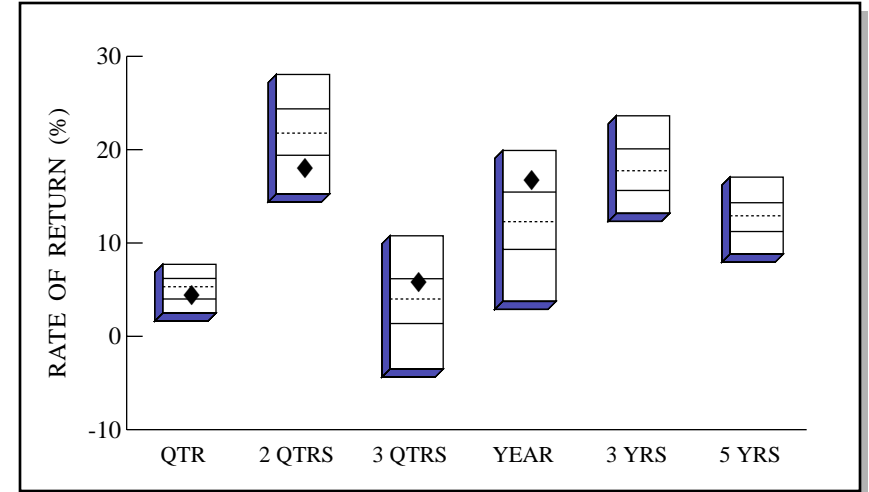 RATE OF RETURN (%)
30
20
10
0
-10
QTR 2 QTRS 3 QTRS YEAR 3 YRS 5 YRS